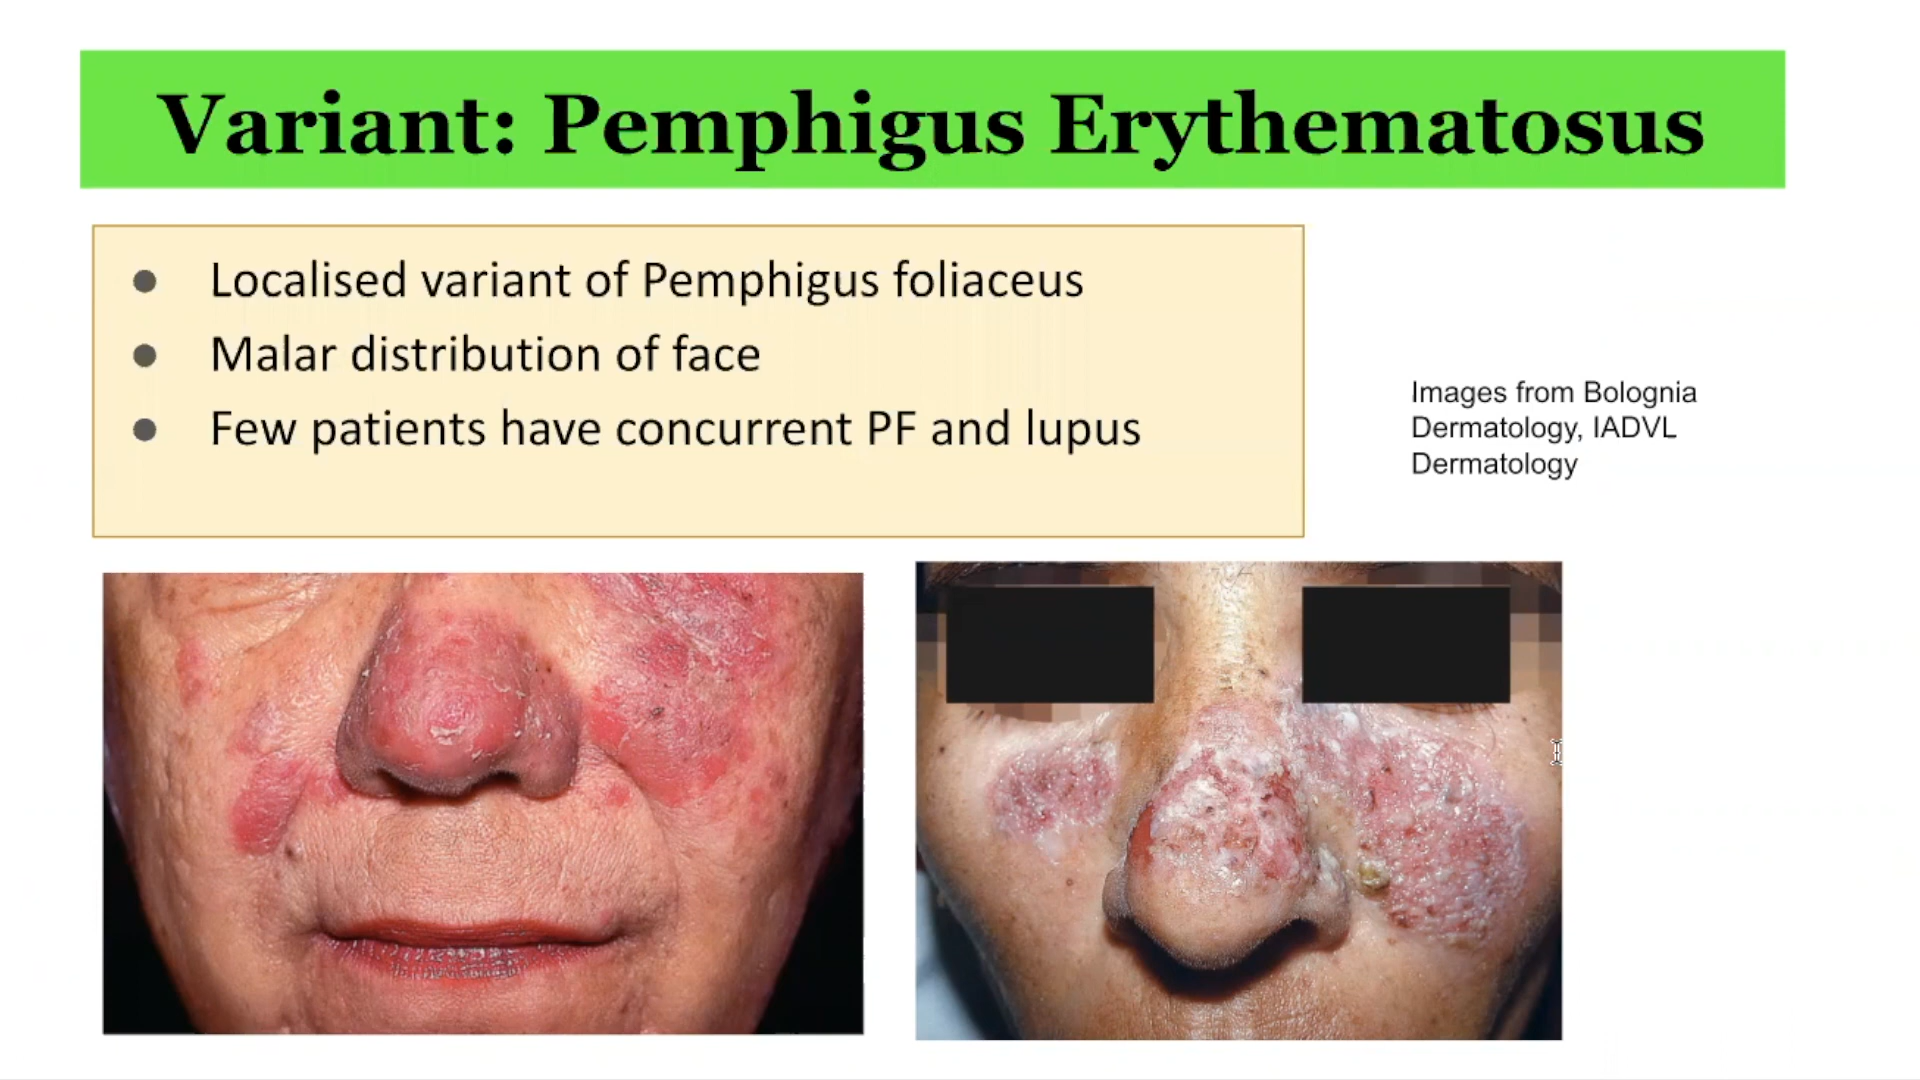 Variant: Pemphigus Erythematosus
● Localised variant of Pemphigus foliaceus
● Malar distribution of face
● Few patients have concurrent PF and lupus
Images from Bolognia
Dermatology, IADVL
Dermatology